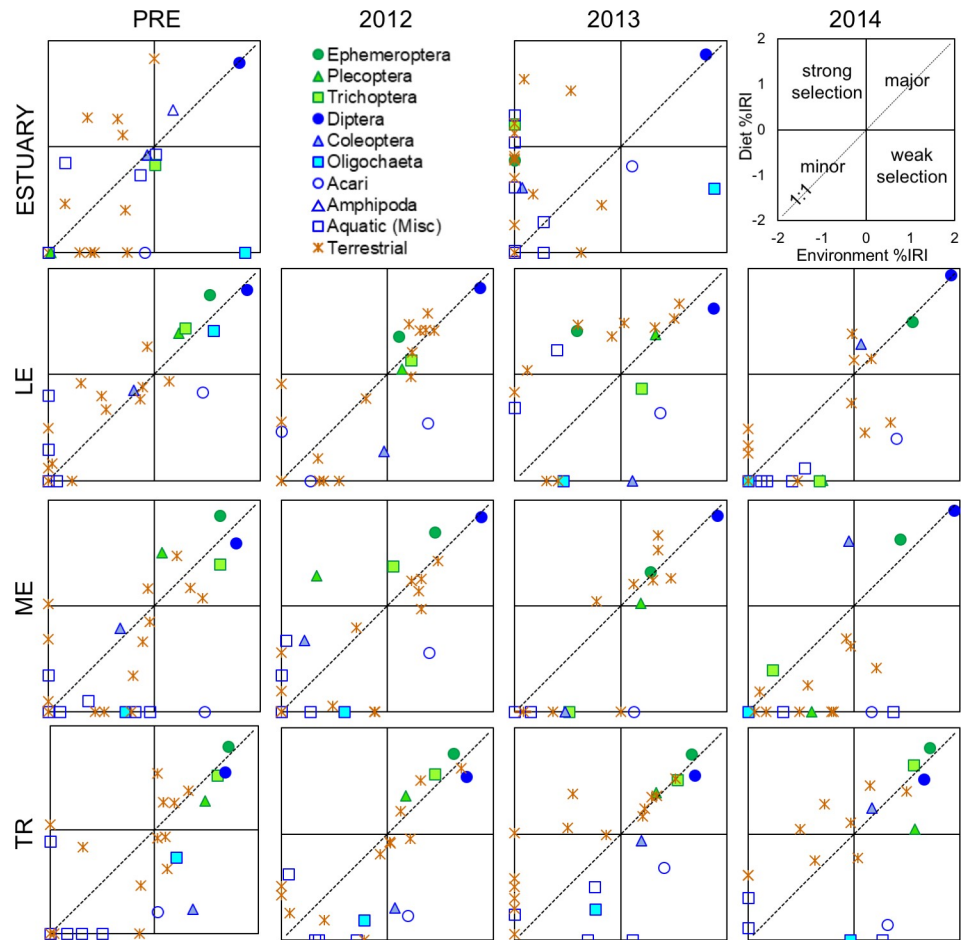 PRE
2012
2013
2014
ESTUARY
Ephemeroptera
Plecoptera
Trichoptera
Diptera
Coleoptera
Oligochaeta
Acari
Amphipoda
Aquatic (Misc)
Terrestrial
Diet %IRI
2
1
0
-1
-2
strong
selection
major
minor
weak
selection
1:1
-2 -1 0 1 2
Environment %IRI
LE
ME
TR